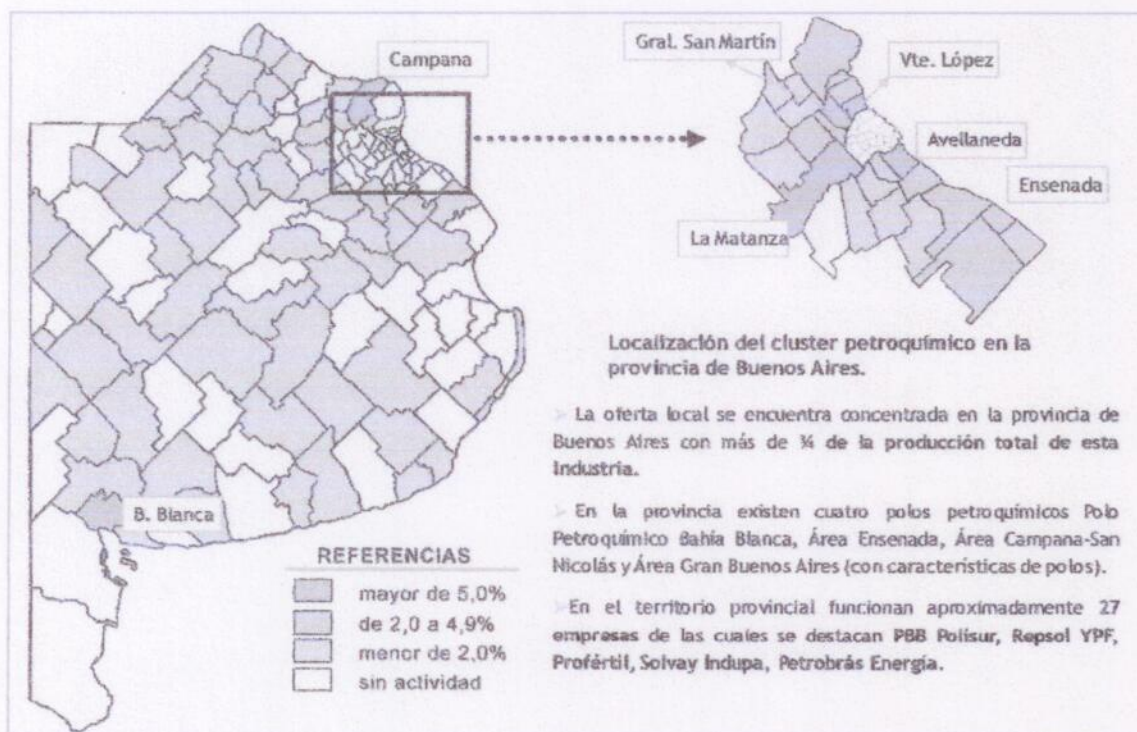 Campana
Gral. San Martín
Vte. López
Avellaneda
Ensenada
La Matanza
B. Blanca
REFERENCIAS
mayor de 5,0%
de 2,0 a 4,9%
menor de 2,0%
sin actividad
Localización del cluster petroquímico en la
provincia de Buenos Aires.
➢ La oferta local se encuentra concentrada en la provincia de
Buenos Aires con más de ¾ de la producción total de esta
industria.
➢ En la provincia existen cuatro polos petroquímicos Polo
Petroquímico Bahía Blanca, Área Ensenada, Área Campana-San
Nicolás y Área Gran Buenos Aires (con características de polos).
➢ En el territorio provincial funcionan aproximadamente 27
empresas de las cuales se destacan PBB Polisur, Repsol YPF,
Profértil, Solvay Indupa, Petrobrás Energía.